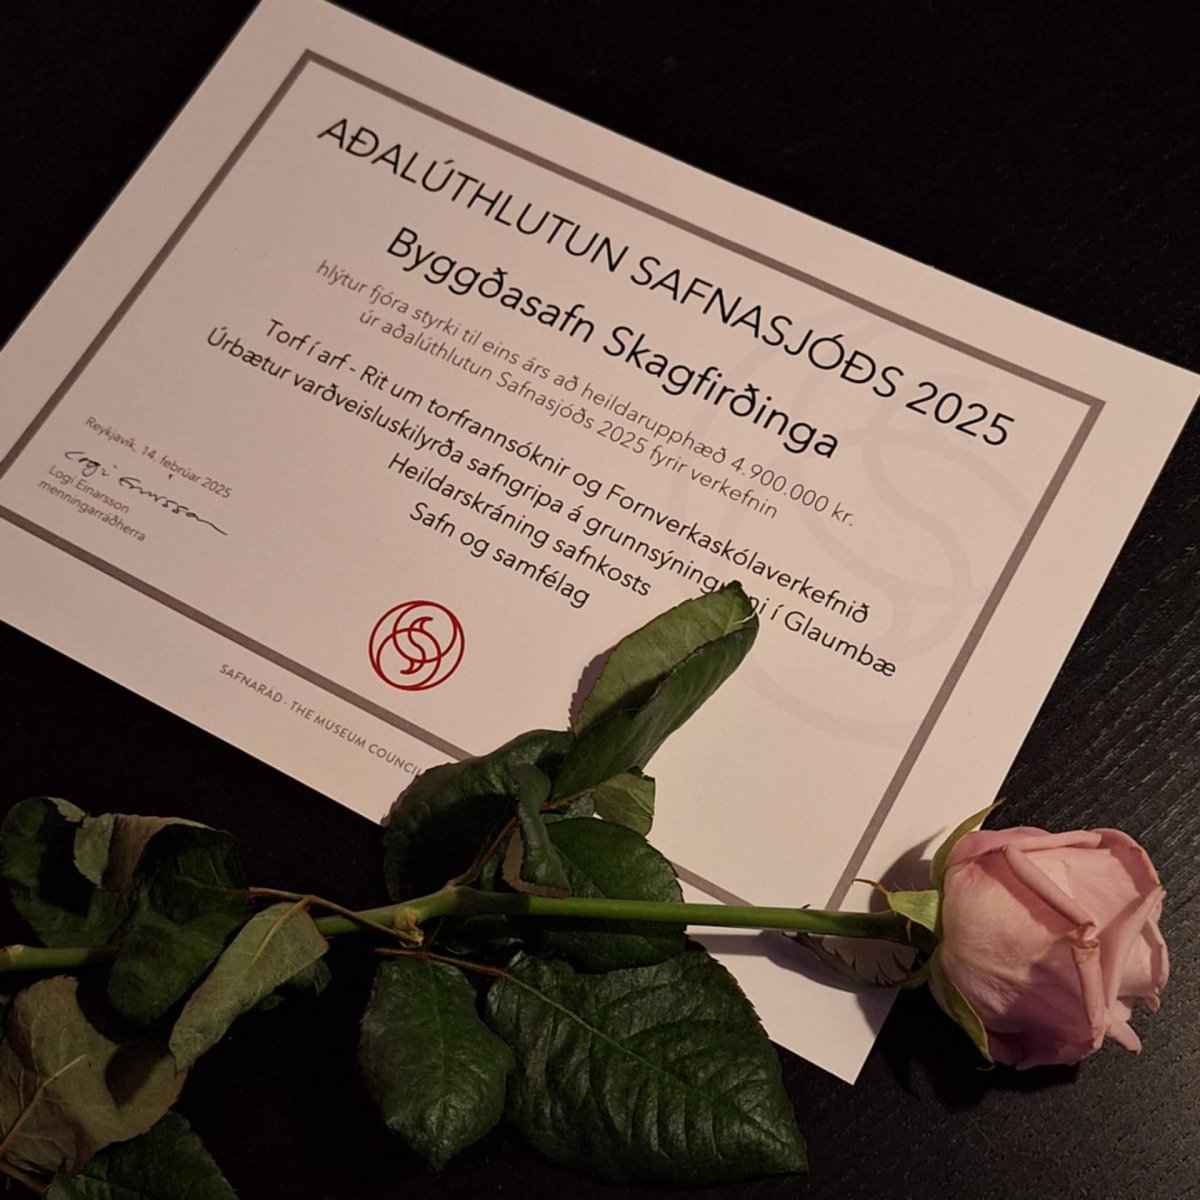 AÐALÚTHLUTUN SAFNASJÓÐS 2025
Byggðasafn Skagfirðinga
hlýtur fjóra styrki til eins árs að heildarupphæð 4.900.000 kr.
úr aðalúthlutun Safnasjóðs 2025 fyrir verkefnin
Torf í arf - Rit um torfrannsóknir og Fornverkaskólaverkefnið
Úrbætur varðveisluskilyrða safngripa á í Glaumbæ
Heildarskráning safnkosts
Safn og samfélag
Reykjavík, 14. febrúar 2025
Logi Einarsson
Logi Einarsson
menningarráðherra
SAFNARÁÐ . THE MUSEUM COUNCIL